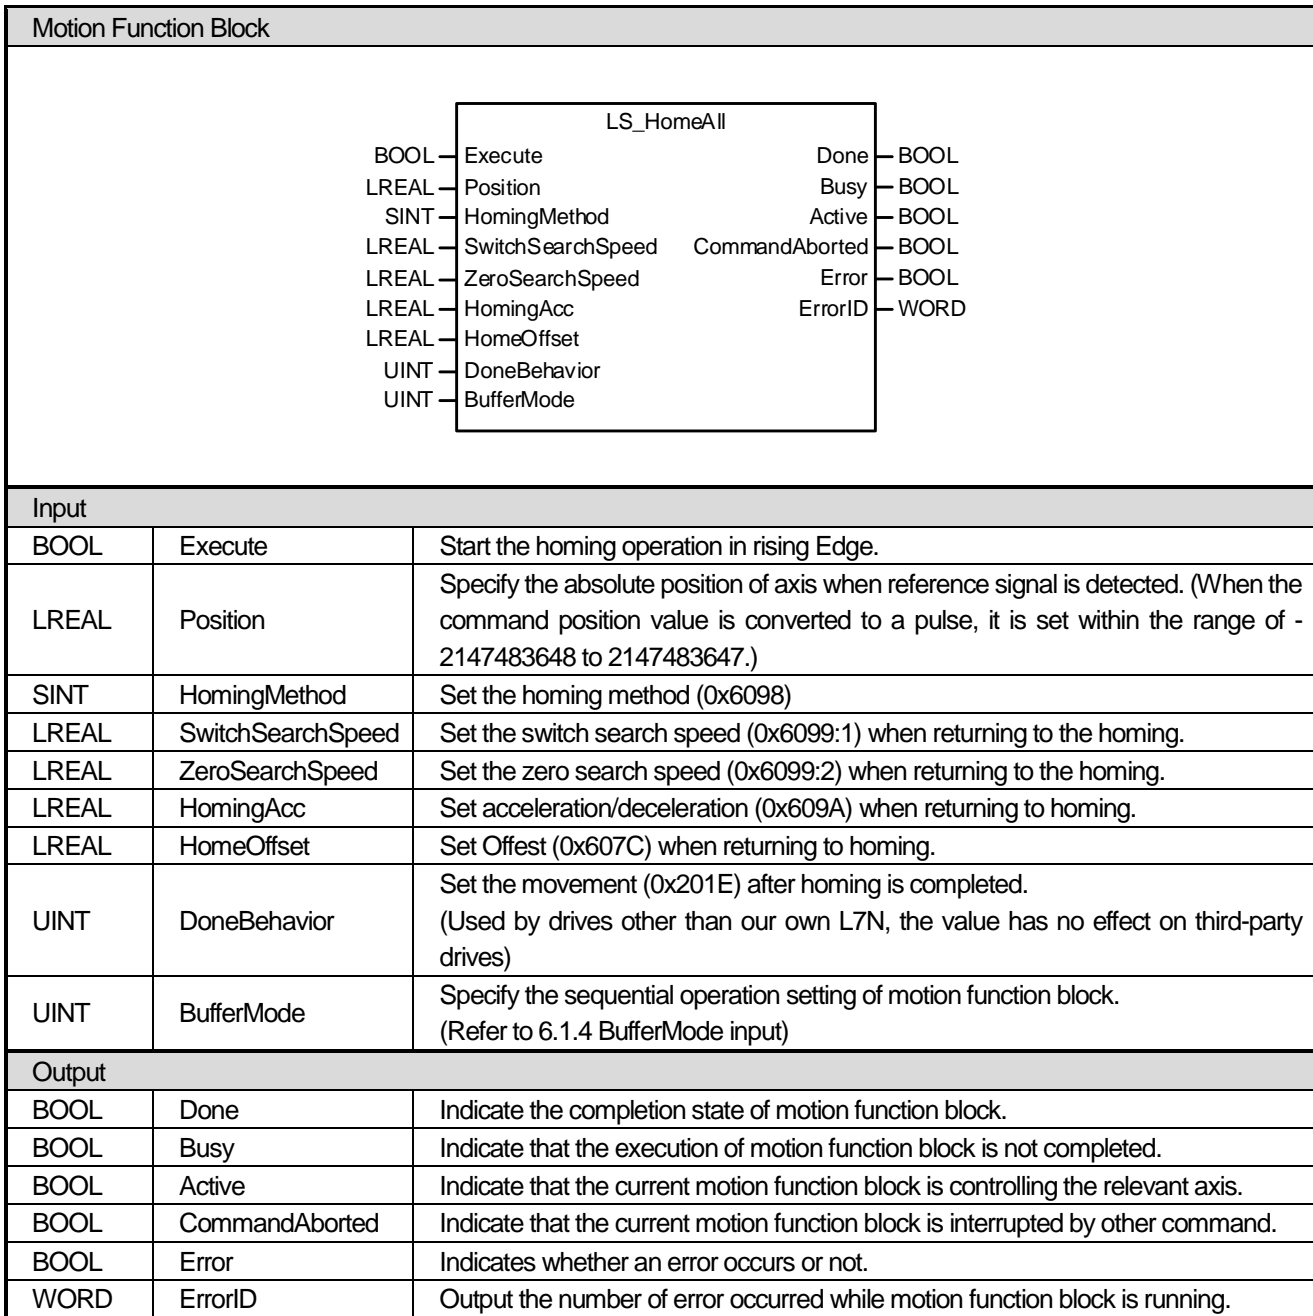 Motion Function Block
LS_HomeAll
BOOL Execute Done BOOL
LREAL Position Busy BOOL
SINT HomingMethod Active BOOL
LREAL SwitchSearchSpeed CommandAborted BOOL
LREAL ZeroSearchSpeed Error BOOL
LREAL HomingAcc ErrorID WORD
LREAL HomeOffset
UINT DoneBehavior
UINT BufferMode
Input
BOOL Execute Start the homing operation in rising Edge.
Specify the absolute position of axis when reference signal is detected. (When the
LREAL Position command position value is converted to a pulse, it is set within the range of -
2147483648 to 2147483647.)
SINT HomingMethod Set the homing method (0x6098)
LREAL SwitchSearchSpeed Set the switch search speed (0x6099:1) when returning to the homing.
LREAL ZeroSearchSpeed Set the zero search speed (0x6099:2) when returning to the homing.
LREAL HomingAcc Set acceleration/deceleration (0x609A) when returning to homing.
LREAL HomeOffset Set Offest (0x607C) when returning to homing.
Set the movement (0x201E) after homing is completed.
UINT DoneBehavior (Used by drives other than our own L7N, the value has no effect on third-party
drives)
UINT BufferMode Specify the sequential operation setting of motion function block.
(Refer to 6.1.4 BufferMode input)
Output
BOOL Done Indicate the completion state of motion function block.
BOOL Busy Indicate that the execution of motion function block is not completed.
BOOL Active Indicate that the current motion function block is controlling the relevant axis.
BOOL CommandAborted Indicate that the current motion function block is interrupted by other command.
BOOL Error Indicates whether an error occurs or not.
WORD ErrorID Output the number of error occurred while motion function block is running.